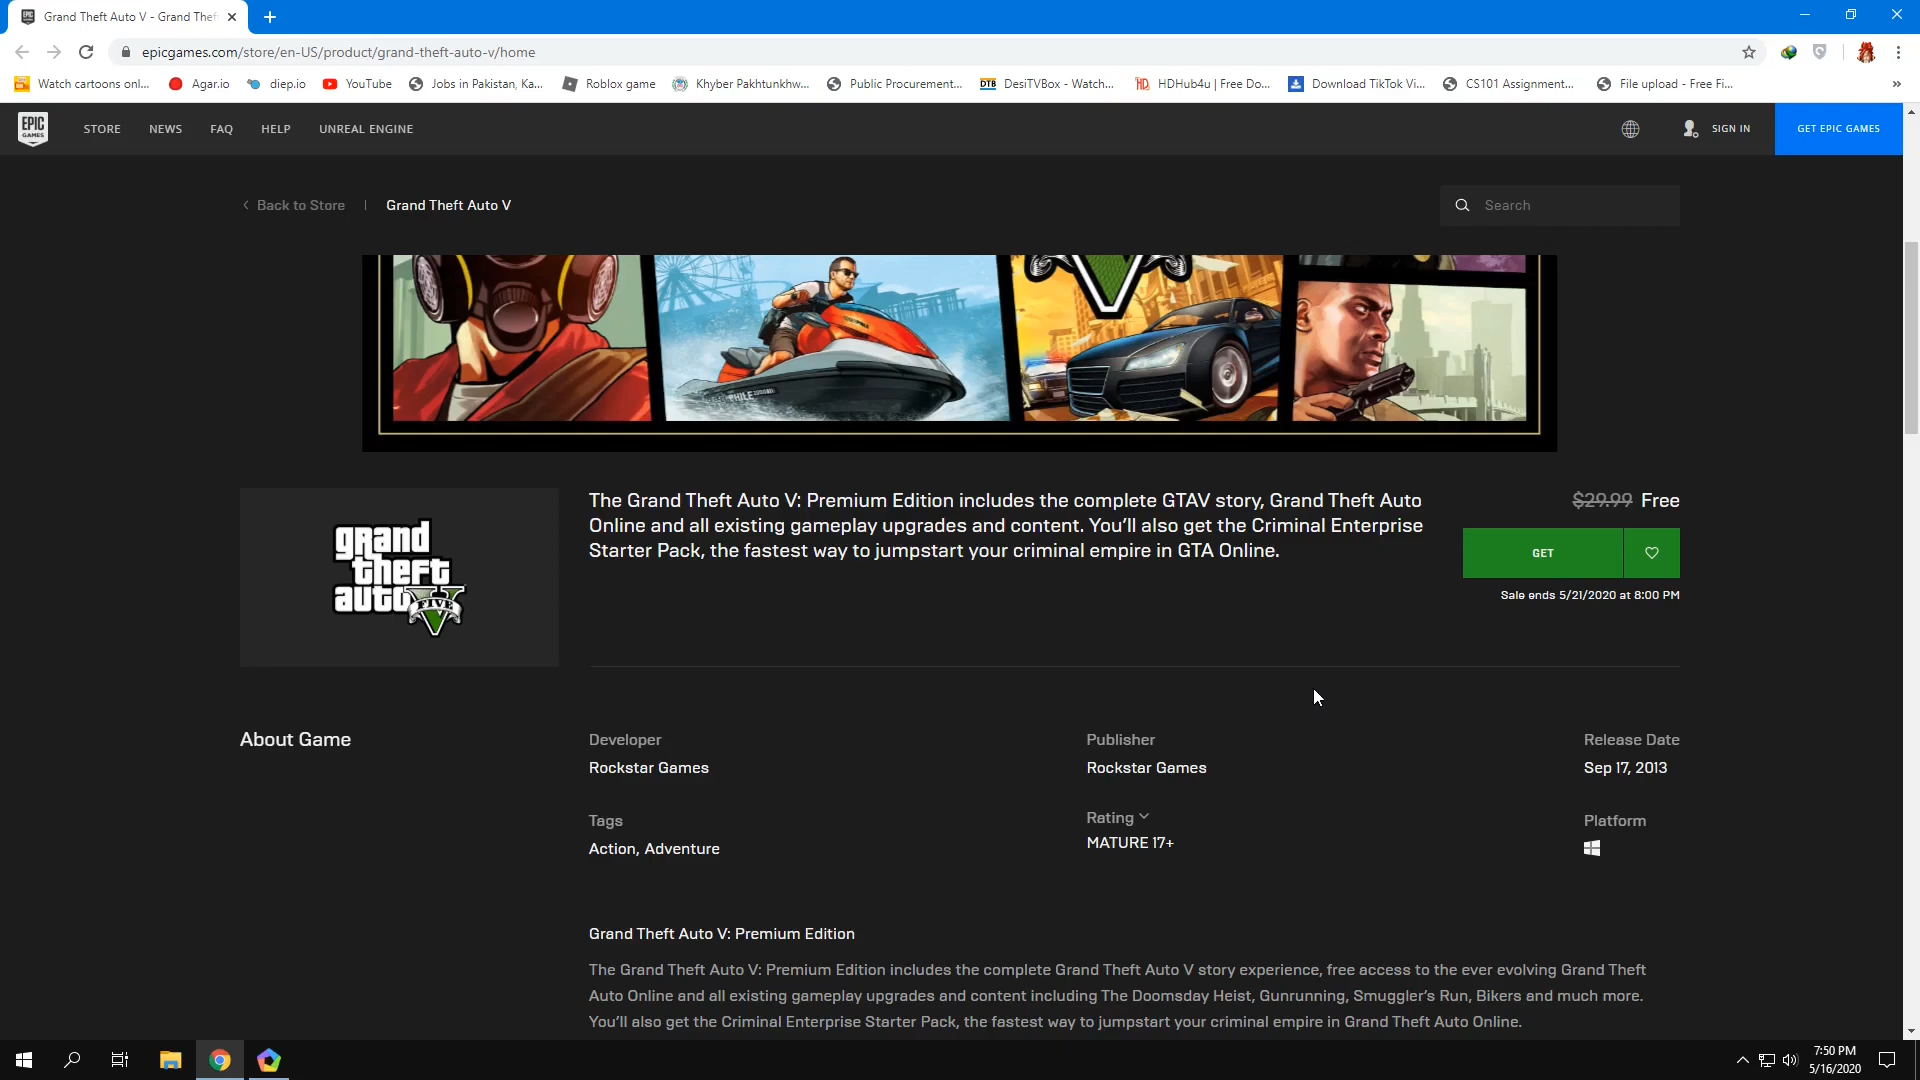 Grand Theft Auto V - Grand Thef
epicgames.com/store/en-US/product/grand-theft-auto-v/home
Watch cartoons onl... Agar.io diep.io YouTube Jobs in Pakistan, Ka... Roblox game Khyber Pakhtunkhw... Public Procurement... DTB DesiTVBox - Watch... HD HDHub4u | Free Do... Download TikTok Vi... CS101 Assignment... File upload - Free Fi... »
EPIC GAMES STORE NEWS FAQ HELP UNREAL ENGINE SIGN IN GET EPIC GAMES
Back to Store | Grand Theft Auto V Search
The Grand Theft Auto V: Premium Edition includes the complete GTAV story, Grand Theft Auto
Online and all existing gameplay upgrades and content. You’ll also get the Criminal Enterprise
Starter Pack, the fastest way to jumpstart your criminal empire in GTA Online.
$29.99 Free
GET
Sale ends 5/21/2020 at 8:00 PM
grand
theft
auto V
FIVE
About Game
Developer Publisher Release Date
Rockstar Games Rockstar Games Sep 17, 2013
Tags Rating Platform
Action, Adventure MATURE 17+
Grand Theft Auto V: Premium Edition
The Grand Theft Auto V: Premium Edition includes the complete Grand Theft Auto V story experience, free access to the ever evolving Grand Theft
Auto Online and all existing gameplay upgrades and content including The Doomsday Heist, Gunrunning, Smuggler’s Run, Bikers and much more.
You’ll also get the Criminal Enterprise Starter Pack, the fastest way to jumpstart your criminal empire in Grand Theft Auto Online.
7:50 PM
5/16/2020